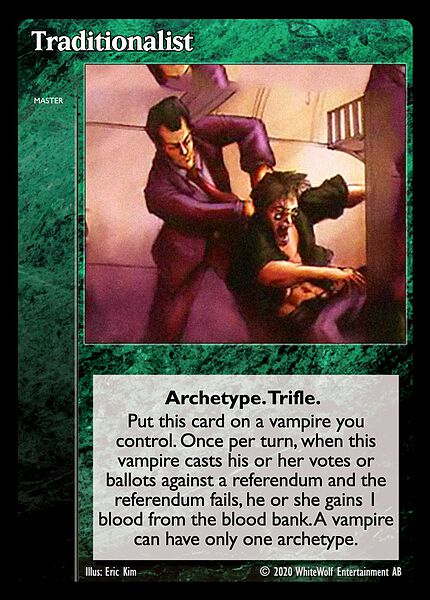 Traditionalist
MASTER
Archetype. Trifle.
Put this card on a vampire you
control. Once per turn, when this
vampire casts his or her votes or
ballots against a referendum and the
referendum fails, he or she gains 1
blood from the blood bank. A vampire
can have only one archetype.
Illus: Eric Kim
© 2020 WhiteWolf Entertainment AB